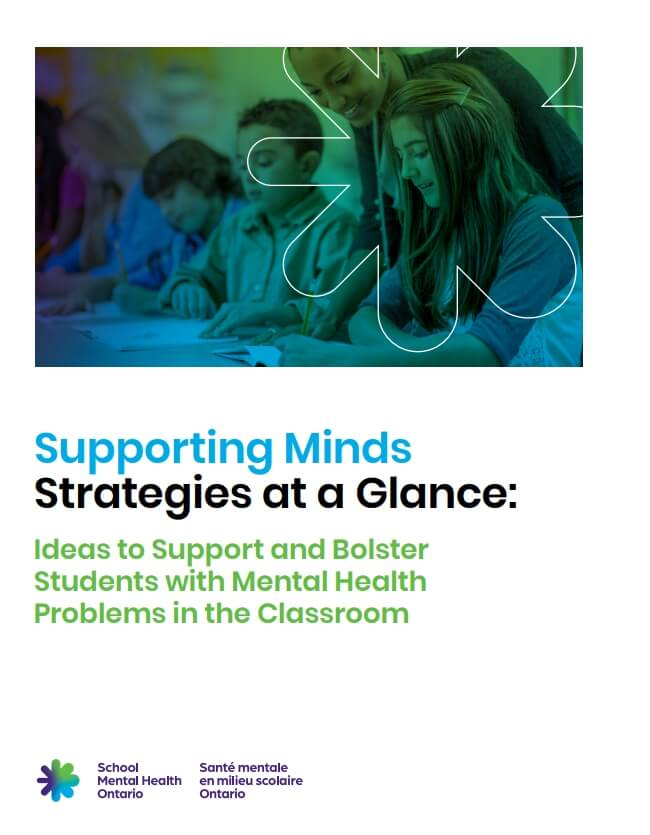 Supporting Minds
Strategies at a Glance:
Ideas to Support and Bolster
Students with Mental Health
Problems in the Classroom
School
Mental Health
Ontario
Santé mentale
en milieu scolaire
Ontario